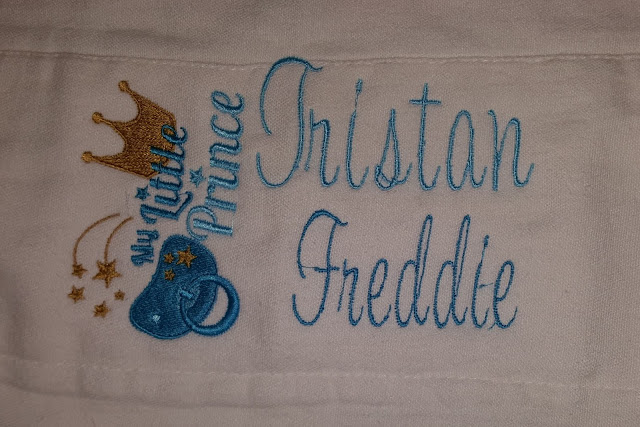 My Little
Prince
Tristan
Freddie